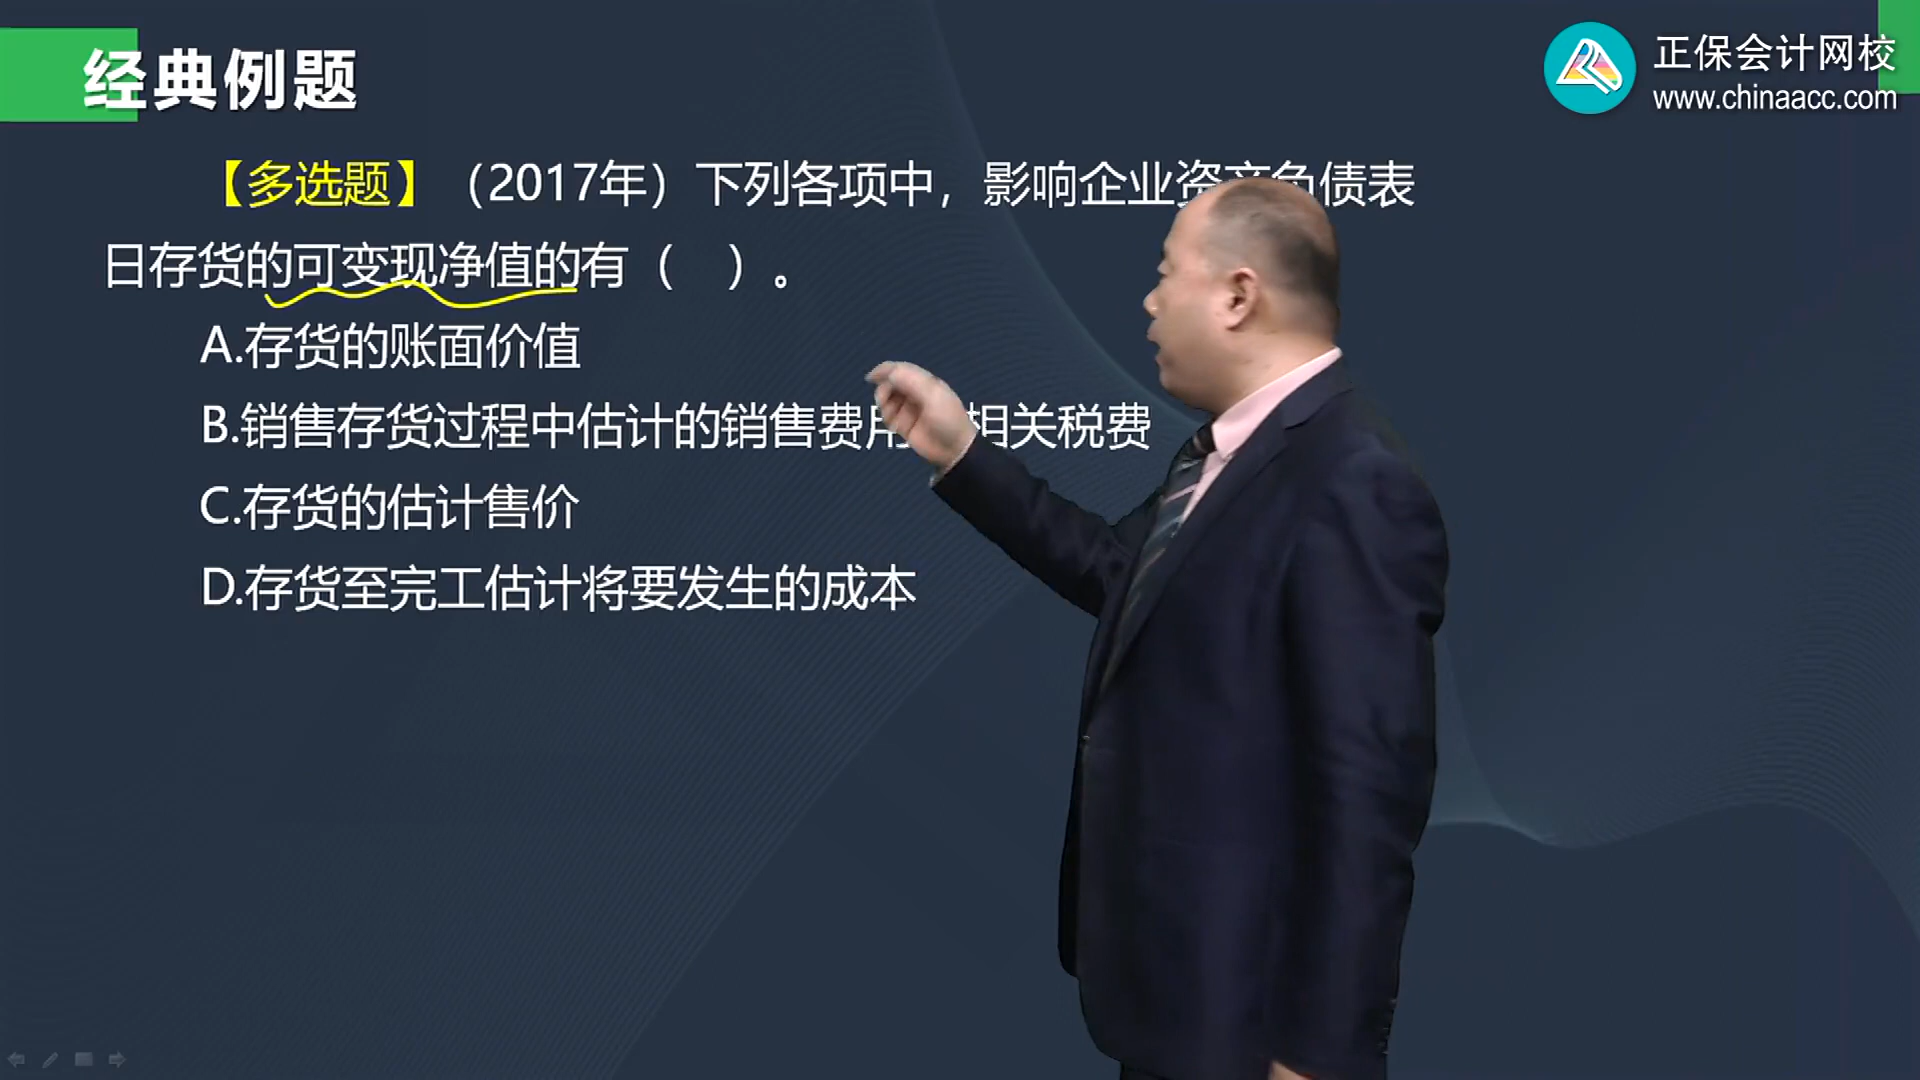 经典例题
正保会计网校
www.chinaacc.com
【多选题】（2017年）下列各项中，影响企业资产负债表
日存货的可变现净值的有（ ）。
A.存货的账面价值
B.销售存货过程中估计的销售费用 相关税费
C.存货的估计售价
D.存货至完工估计将要发生的成本